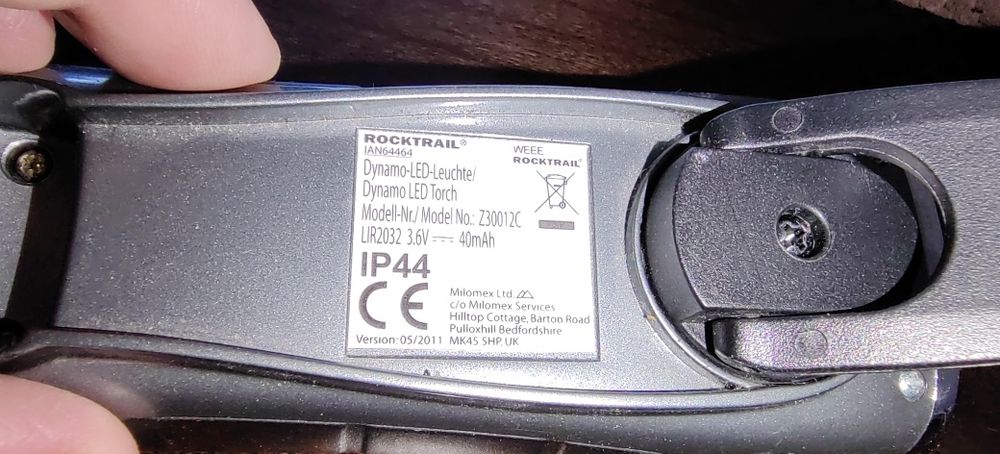 ROCKTRAIL®
IAN64464
WEEE
ROCKTRAIL®
Dynamo-LED-Leuchte/
Dynamo LED Torch
Modell-Nr./ Model No.: Z30012C
LIR2032 3.6V 40mAh
IP44
CE
Milomex Ltd.
c/o Milomex Services
Hilltop Cottage, Barton Road
Pulloxhill Bedfordshire
MK45 5HP, UK
Version: 05/2011